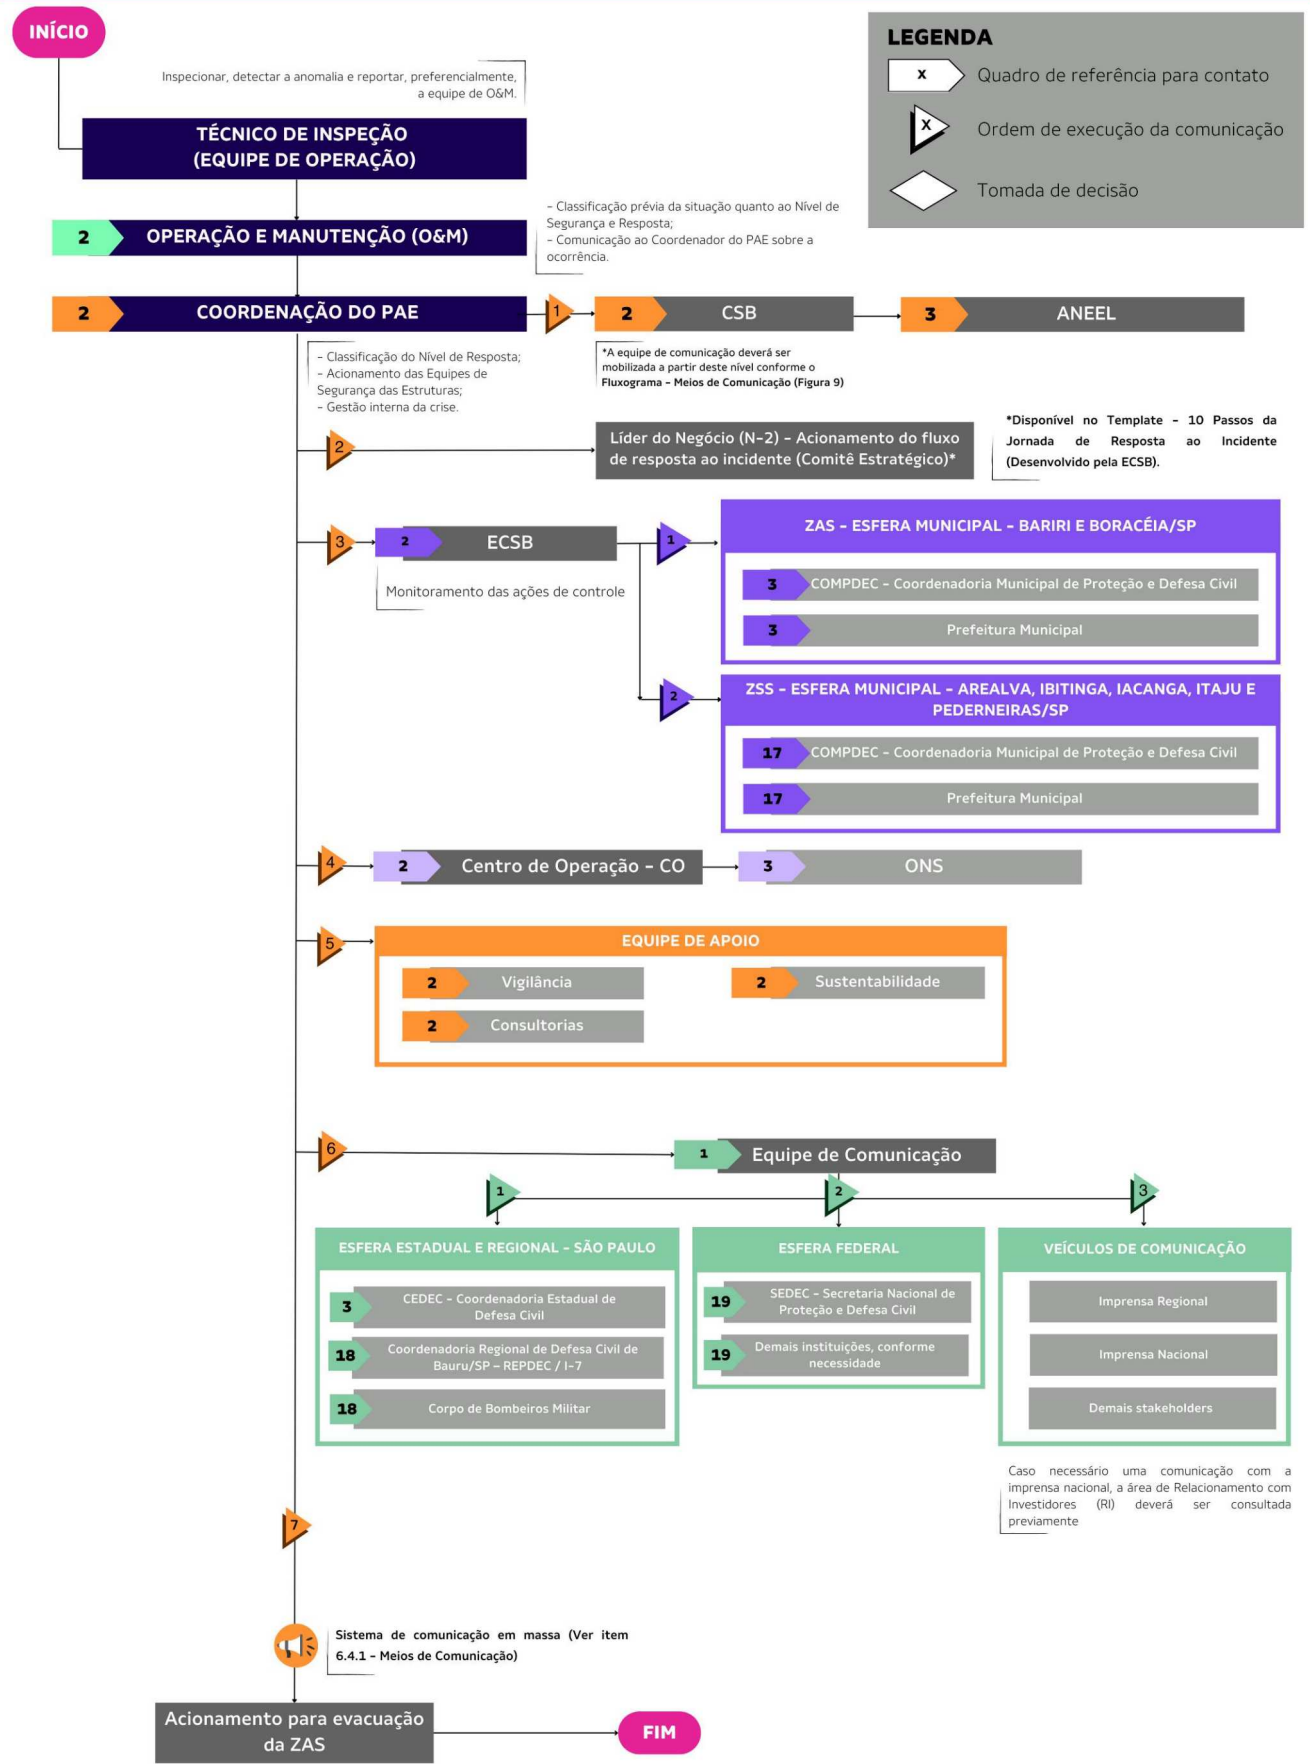 INÍCIO
LEGENDA
x
Quadro de referência para contato
X
Ordem de execução da comunicação
Tomada de decisão
Inspecionar, detectar a anomalia e reportar, preferencialmente,
a equipe de O&M.
TÉCNICO DE INSPEÇÃO
(EQUIPE DE OPERAÇÃO)
2
OPERAÇÃO E MANUTENÇÃO (O&M)
- Classificação prévia da situação quanto ao Nível de
Segurança e Resposta;
- Comunicação ao Coordenador do PAE sobre a
ocorrência.
2
COORDENAÇÃO DO PAE
1
2
CSB
3
ANEEL
- Classificação do Nível de Resposta;
- Acionamento das Equipes de
Segurança das Estruturas;
- Gestão interna da crise.
*A equipe de comunicação deverá ser
mobilizada a partir deste nível conforme o
Fluxograma - Meios de Comunicação (Figura 9)
2
Líder do Negócio (N-2) - Acionamento do fluxo
de resposta ao incidente (Comitê Estratégico)*
*Disponível no Template - 10 Passos da
Jornada de Resposta ao Incidente
(Desenvolvido pela ECSB).
3
2
ECSB
Monitoramento das ações de controle
1
ZAS - ESFERA MUNICIPAL - BARIRI E BORACÉIA/SP
3
COMPDEC - Coordenadoria Municipal de Proteção e Defesa Civil
3
Prefeitura Municipal
2
ZSS - ESFERA MUNICIPAL - AREALVA, IBITINGA, IACANGA, ITAJU E
PEDERNEIRAS/SP
17
COMPDEC - Coordenadoria Municipal de Proteção e Defesa Civil
17
Prefeitura Municipal
4
2
Centro de Operação - CO
3
ONS
5
EQUIPE DE APOIO
2
Vigilância
2
Sustentabilidade
2
Consultorias
6
1
Equipe de Comunicação
1
2
3
ESFERA ESTADUAL E REGIONAL - SÃO PAULO
3
CEDEC - Coordenadoria Estadual de
Defesa Civil
18
Coordenadoria Regional de Defesa Civil de
Bauru/SP – REPDEC / I-7
18
Corpo de Bombeiros Militar
ESFERA FEDERAL
19
SEDEC - Secretaria Nacional de
Proteção e Defesa Civil
19
Demais instituições, conforme
necessidade
VEÍCULOS DE COMUNICAÇÃO
Imprensa Regional
Imprensa Nacional
Demais stakeholders
Caso necessário uma comunicação com a
imprensa nacional, a área de Relacionamento com
Investidores (RI) deverá ser consultada
previamente
7
Sistema de comunicação em massa (Ver item
6.4.1 - Meios de Comunicação)
Acionamento para evacuação
da ZAS
FIM